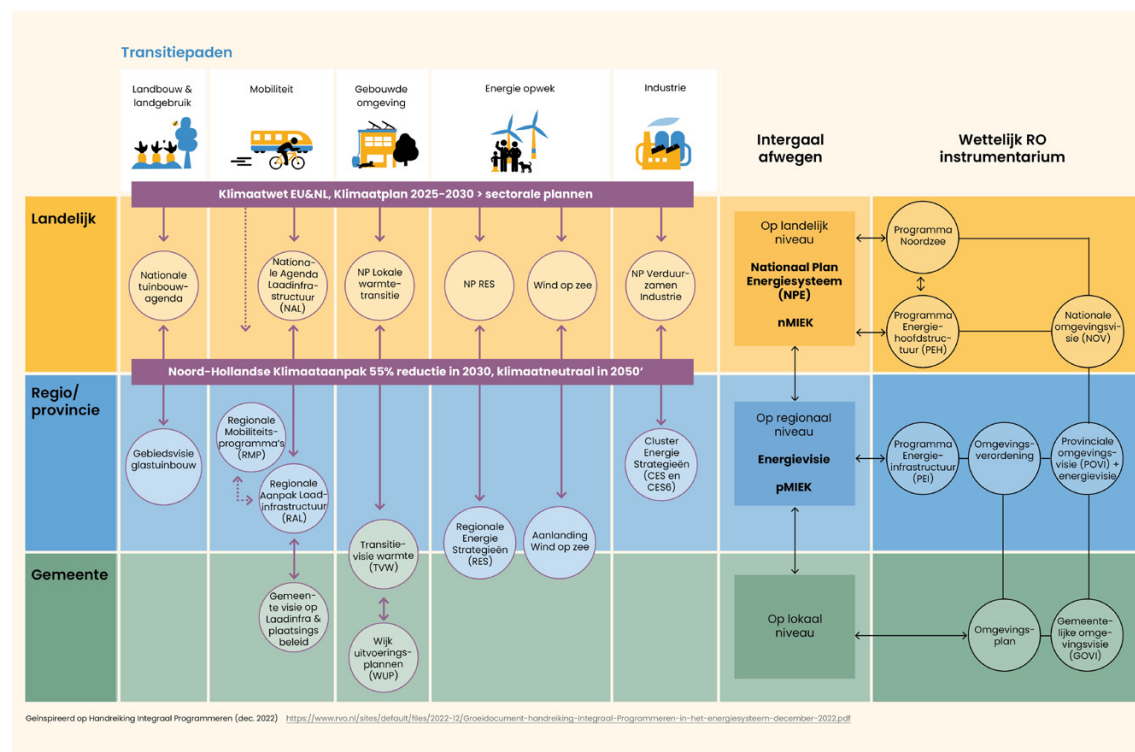 Transitiepaden
Landbouw &
landgebruik
Mobiliteit
Gebouwde
omgeving
Energie opwek
Industrie
Intergaal
afwegen
Wettelijk RO
instrumentarium
Klimaatwet EU&NL, Klimaatplan 2025-2030 > sectorale plannen
Landelijk
Nationale
tuinbouw-
agenda
Nationa-
le Agenda
Laadinfra-
structuur
(NAL)
NP Lokale
warmte-
transitie
NP RES
Wind op zee
NP Verduur-
zamen
Industrie
Op landelijk
niveau
Nationaal Plan
Energiesysteem
(NPE)
nMIEK
Programma
Noordzee
Programma
Energie-
hoofdstruc-
tuur (PEH)
Nationale
omgevingsvi-
sie (NOV)
Noord-Hollandse Klimaataanpak 55% reductie in 2030, klimaatneutraal in 2050'
Regio/
provincie
Gebiedsvisie
glastuinbouw
Regionale
Mobiliteits-
programma's
(RMP)
Regionale
Aanpak Laad-
infrastructuur
(RAL)
Transitie-
visie warmte
(TVW)
Regionale
Energie
Strategieën
(RES)
Aanlanding
Wind op zee
Cluster
Energie
Strategieën
(CES en
CES6)
Op regionaal
niveau
Energievisie
pMIEK
Programma
Energie-
infrastructuur
(PEI)
Omgevings-
verordening
Provinciale
omgevings-
visie (POVI) +
energievisie
Gemeente
Gemeen-
te visie op
Laadinfra &
plaatsings
beleid
Wijk
uitvoerings-
plannen
(WUP)
Op lokaal
niveau
Omgevings-
plan
Gemeente-
lijke omge-
vingsvisie
(GOVI)
Geïnspireerd op Handreiking Integraal Programmeren (dec. 2022) https://www.rvo.nl/sites/default/files/2022-12/Groeidocument-handreiking-Integraal-Programmeren-in-het-energiesysteem-december-2022.pdf